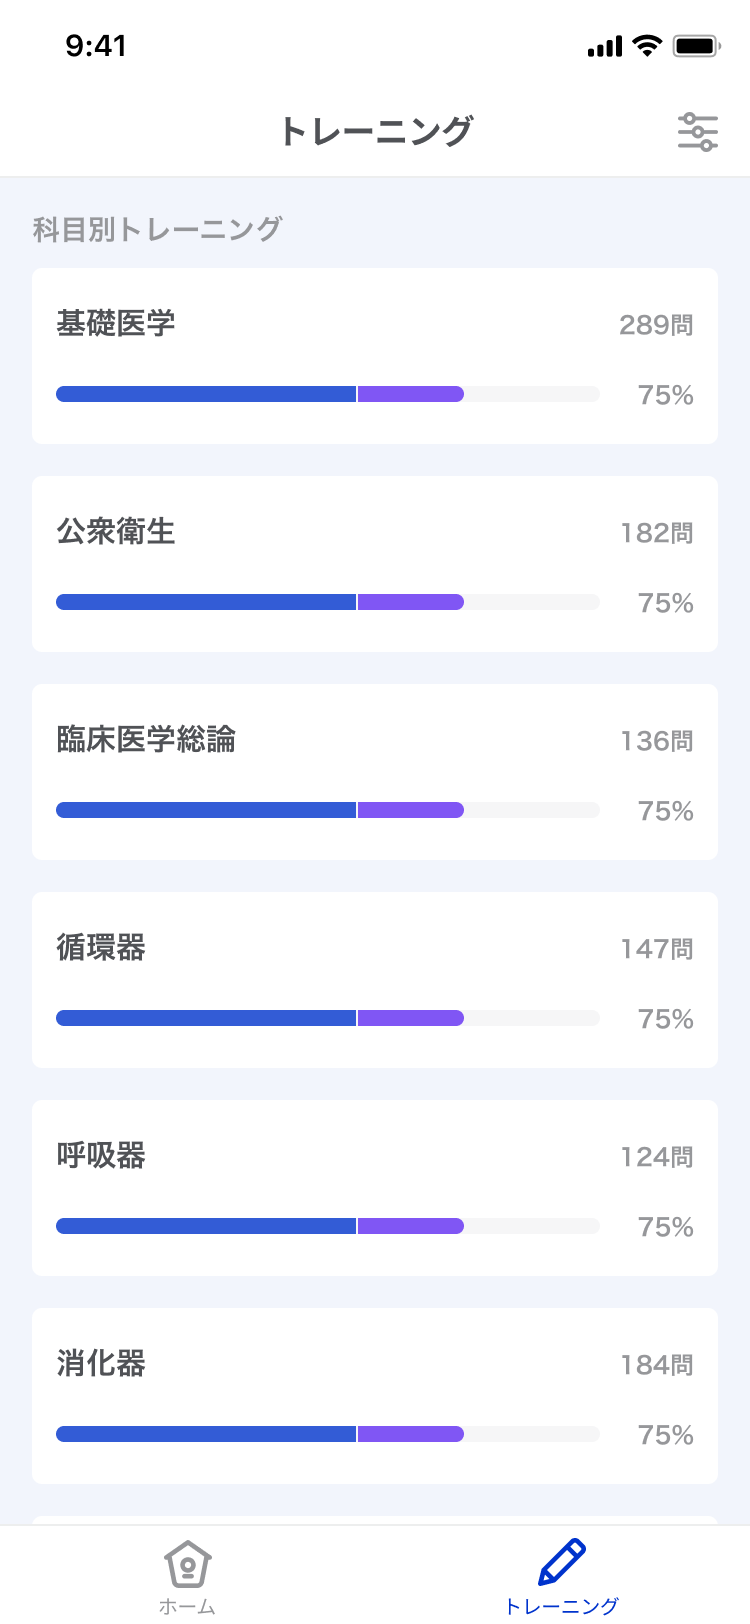 9:41
トレーニング
科目別トレーニング
基礎医学 289問
75%
公衆衛生 182問
75%
臨床医学総論 136問
75%
循環器 147問
75%
呼吸器 124問
75%
消化器 184問
75%
ホーム トレーニング